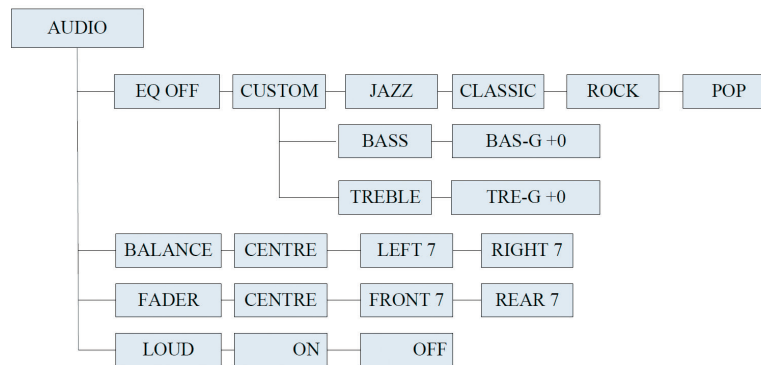 AUDIO
EQ OFF CUSTOM JAZZ CLASSIC ROCK POP
BASS BAS-G +0
TREBLE TRE-G +0
BALANCE CENTRE LEFT 7 RIGHT 7
FADER CENTRE FRONT 7 REAR 7
LOUD ON OFF